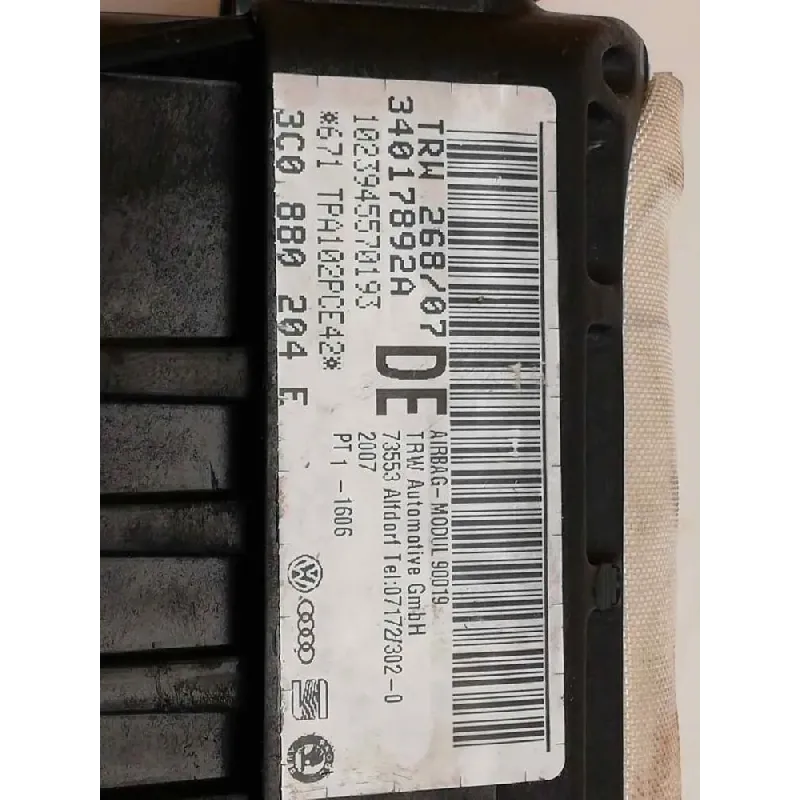 TRW 268/07
34017892A
1023945570193
*671 TPA102PCE42*
3C0 880 204 E
DE
AIRBAG-MODUL 90019
TRW Automotive GmbH
73553 Alfdorf Tel:07172/302-0
2007
PT1 -1606